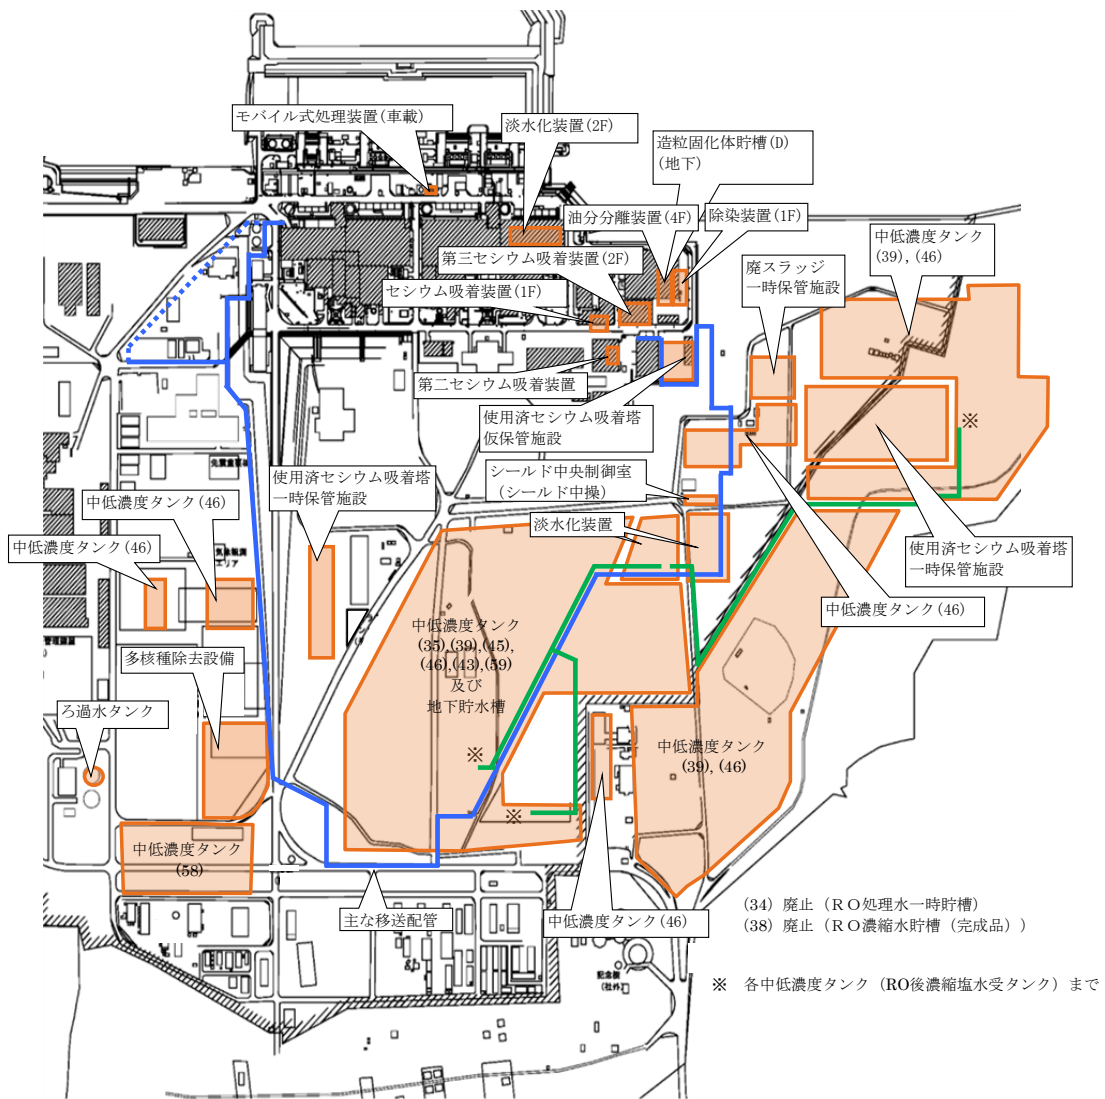 モバイル式処理装置(車載)
淡水化装置(2F)
造粒固化体貯槽(D)
(地下)
油分分離装置(4F)
除染装置(1F)
中低濃度タンク
(39), (46)
第三セシウム吸着装置(2F)
廃スラッジ
一時保管施設
セシウム吸着装置(1F)
第二セシウム吸着装置
使用済セシウム吸着塔
仮保管施設
※
シールド中央制御室
(シールド中操)
使用済セシウム吸着塔
一時保管施設
中低濃度タンク(46)
淡水化装置
中低濃度タンク(46)
使用済セシウム吸着塔
一時保管施設
中低濃度タンク(46)
中低濃度タンク
(35),(39),(45),
(46),(43),(59)
及び
地下貯水槽
多核種除去設備
ろ過水タンク
※
中低濃度タンク
(39), (46)
※
中低濃度タンク
(58)
主な移送配管
中低濃度タンク(46)
(34) 廃止（ＲＯ処理水一時貯槽）
(38) 廃止（ＲＯ濃縮水貯槽（完成品））
記念館
(社外)
※　各中低濃度タンク（RO後濃縮塩水受タンク）まで